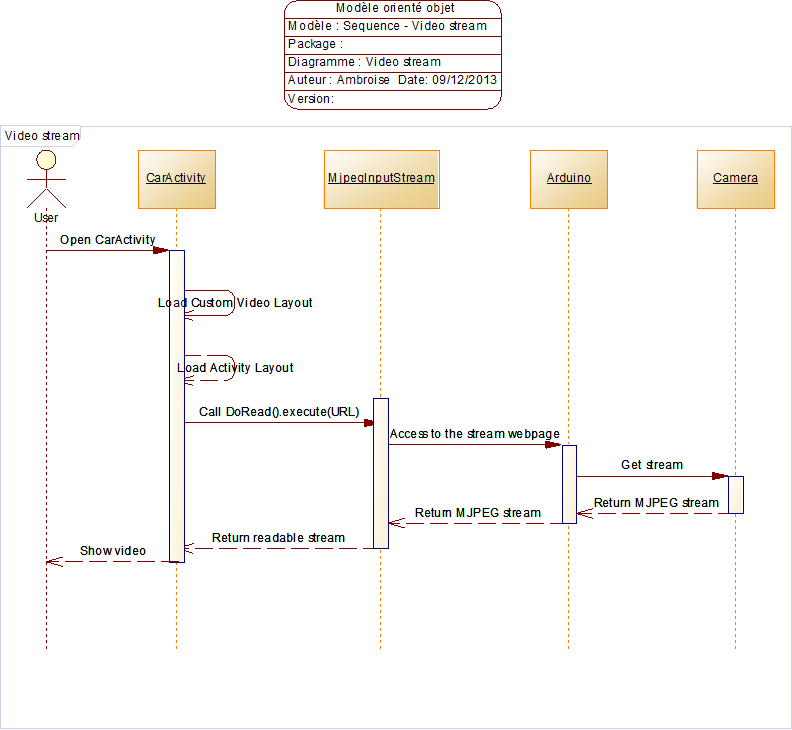 Modèle orienté objet
Modèle : Sequence - Video stream
Package :
Diagramme : Video stream
Auteur : Ambroise Date: 09/12/2013
Version:
Video stream
CarActivity
MjpegInputStream
Arduino
Camera
User
Open CarActivity
Load Custom Video Layout
Load Activity Layout
Call DoRead().execute(URL)
Access to the stream webpage
Get stream
Return MJPEG stream
Return MJPEG stream
Return readable stream
Show video